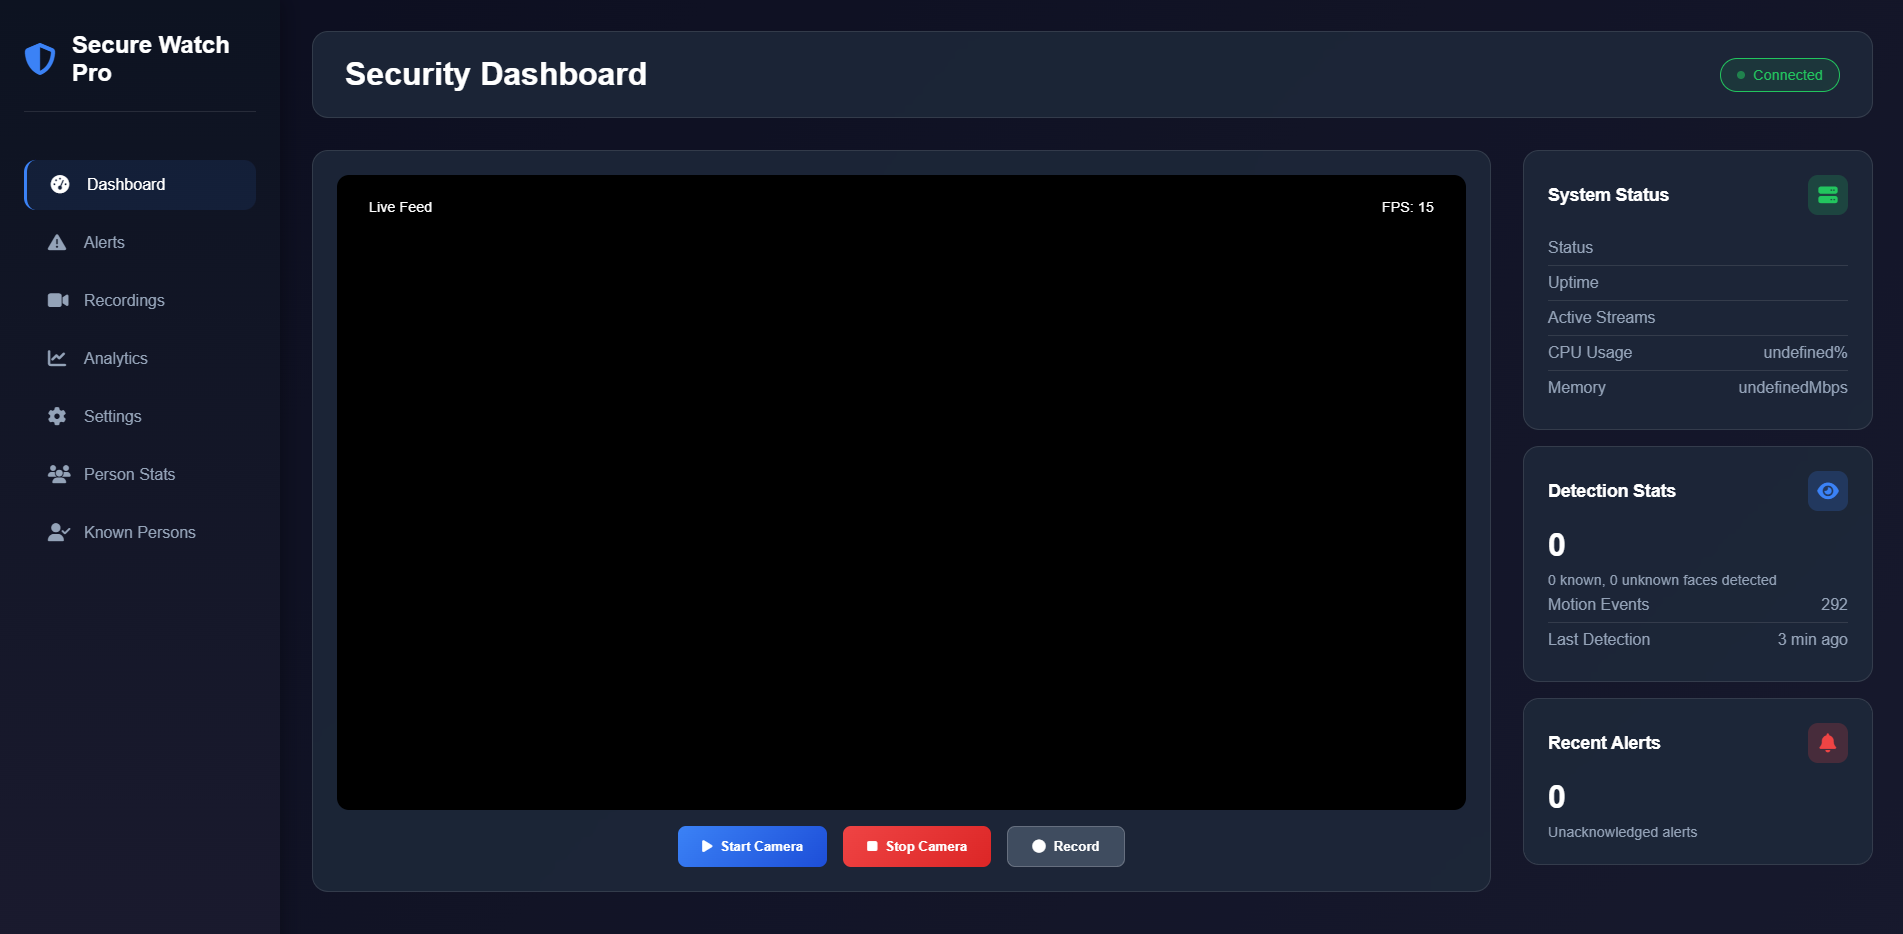 Secure Watch
Pro
Dashboard
Alerts
Recordings
Analytics
Settings
Person Stats
Known Persons
Security Dashboard
Connected
Live Feed
FPS: 15
Start Camera
Stop Camera
Record
System Status
Status
Uptime
Active Streams
CPU Usage undefined%
Memory undefinedMbps
Detection Stats
0
0 known, 0 unknown faces detected
Motion Events 292
Last Detection 3 min ago
Recent Alerts
0
Unacknowledged alerts